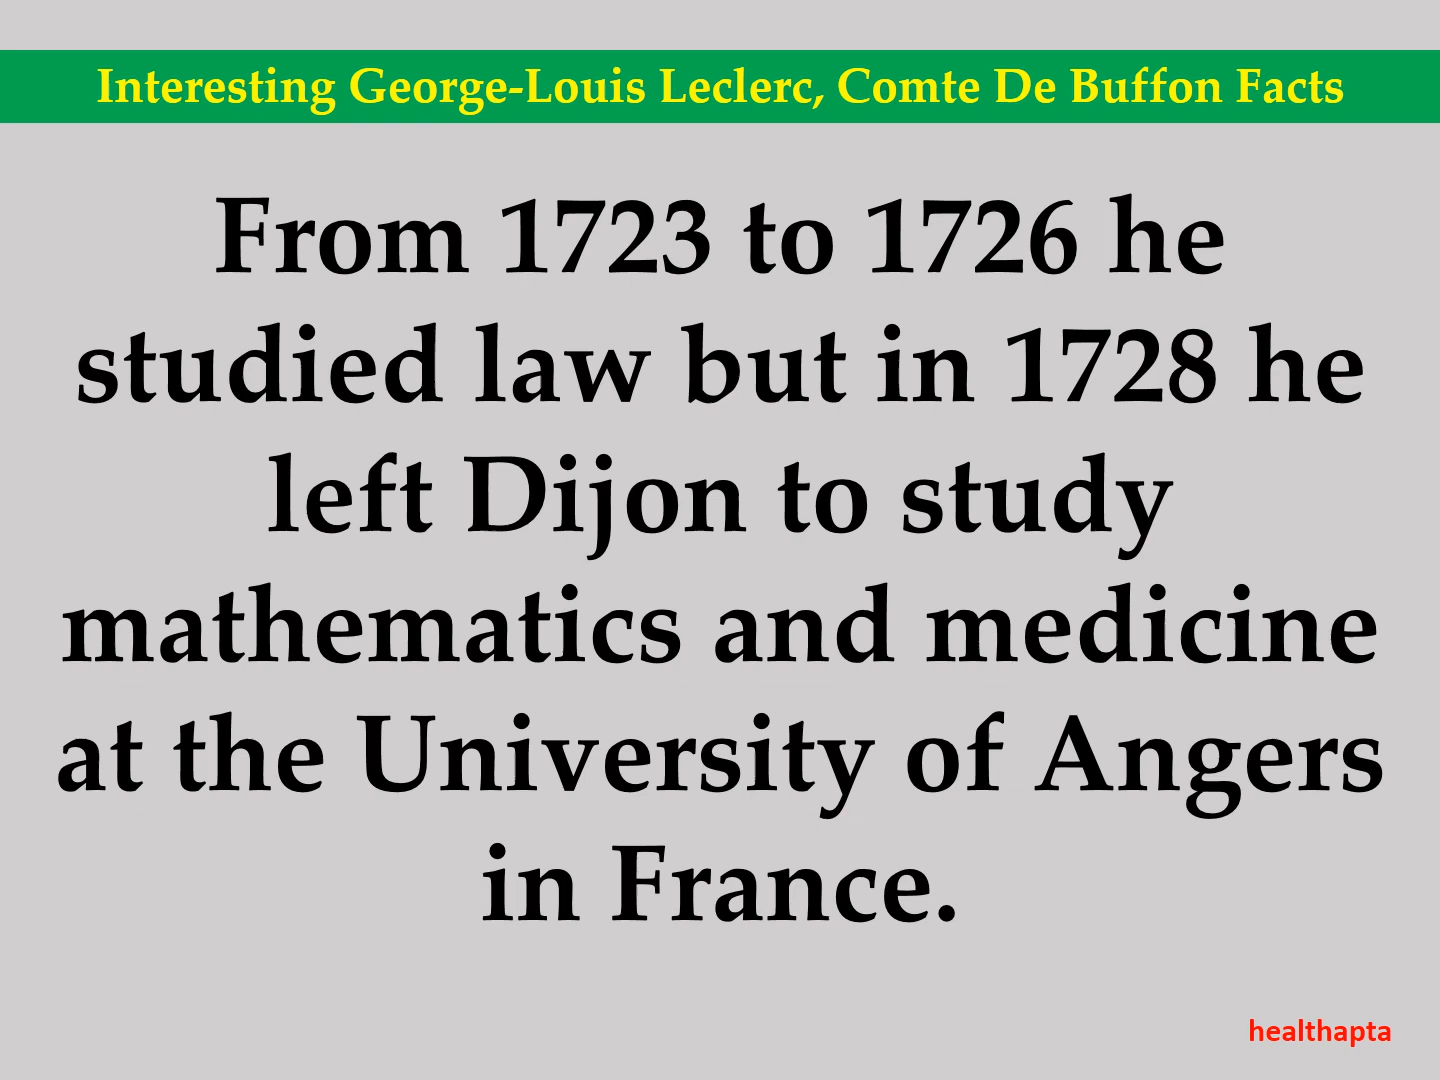 Interesting George-Louis Leclerc, Comte De Buffon Facts
From 1723 to 1726 he
studied law but in 1728 he
left Dijon to study
mathematics and medicine
at the University of Angers
in France.
healthapta